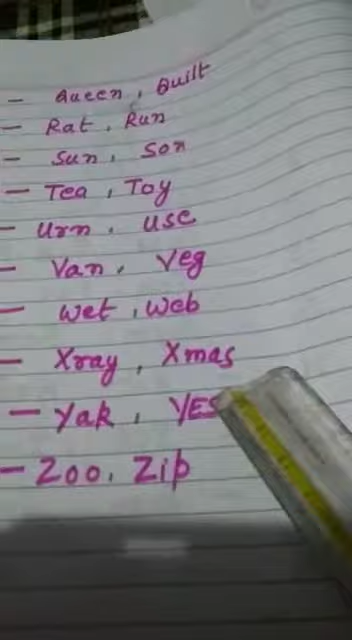 - Queen, Quilt
- Rat, Run
- Sun, Son
- Tea, Toy
- Urn, use
- Van, Veg
- wet, web
- Xray, Xmas
- Yak, YES
- Zoo, Zip